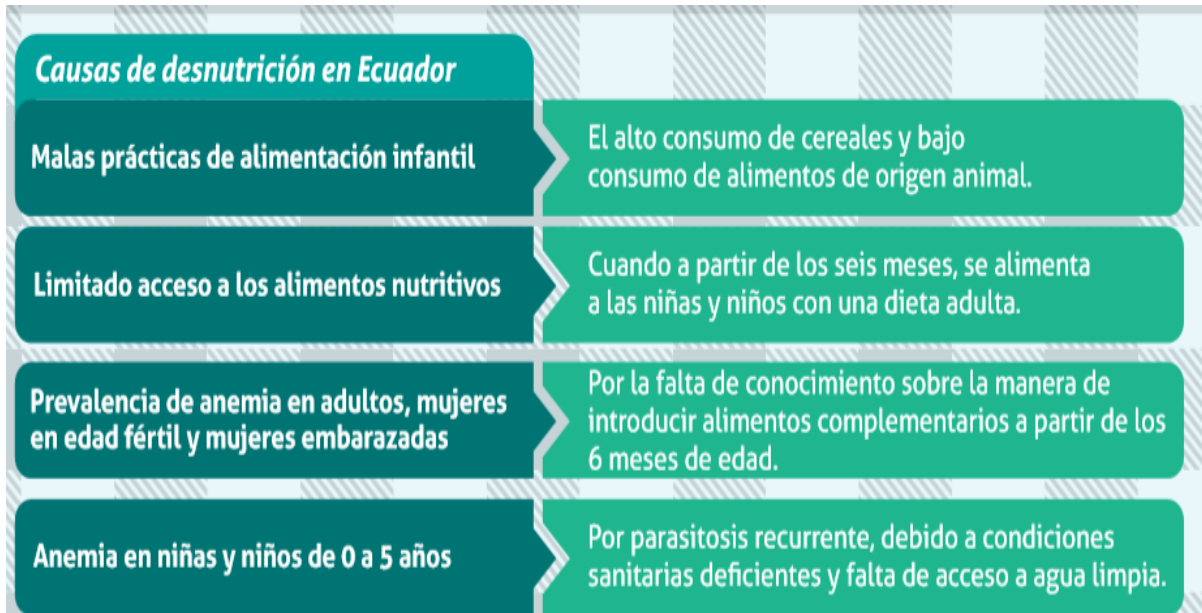 Causas de desnutrición en Ecuador
Malas prácticas de alimentación infantil
El alto consumo de cereales y bajo
consumo de alimentos de origen animal.
Limitado acceso a los alimentos nutritivos
Cuando a partir de los seis meses, se alimenta
a las niñas y niños con una dieta adulta.
Prevalencia de anemia en adultos, mujeres
en edad fértil y mujeres embarazadas
Por la falta de conocimiento sobre la manera de
introducir alimentos complementarios a partir de los
6 meses de edad.
Anemia en niñas y niños de 0 a 5 años
Por parasitosis recurrente, debido a condiciones
sanitarias deficientes y falta de acceso a agua limpia.